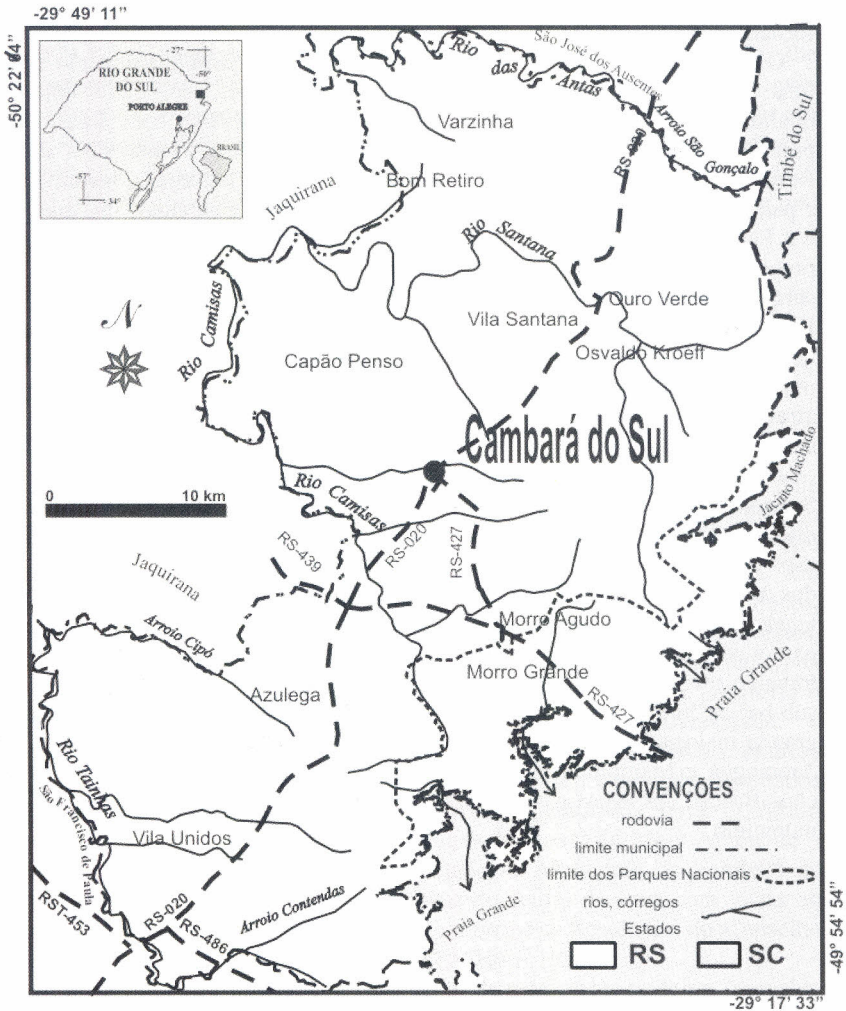 -29° 49' 11"
-50° 22' 04"
- 27°
-50°
RIO GRANDE
DO SUL
PORTO ALEGRE
BRASIL
-57°
34°
Rio das Antas
São José dos Ausentes
Arroio São Gonçalo
Timbé do Sul
Varzinha
RS-020
Bom Retiro
Jaquirana
Rio Santana
Rio Camisas
Ouro Verde
Vila Santana
Osvaldo Kroeff
N
Capão Penso
Cambará do Sul
Jacinto Machado
0 10 km
Rio Camisas
RS-020
RS-427
RS-439
Jaquirana
Arroio Cipó
Morro Agudo
Morro Grande
Azulega
RS-427
Praia Grande
Rio Tainhas
São Francisco de Paula
Vila Unidos
RST-453
RS-020
RS-486
Arroio Contendas
Praia Grande
CONVENÇÕES
rodovia
limite municipal
limite dos Parques Nacionais
rios, córregos
Estados
RS SC
-49° 54' 54"
-29° 17' 33"